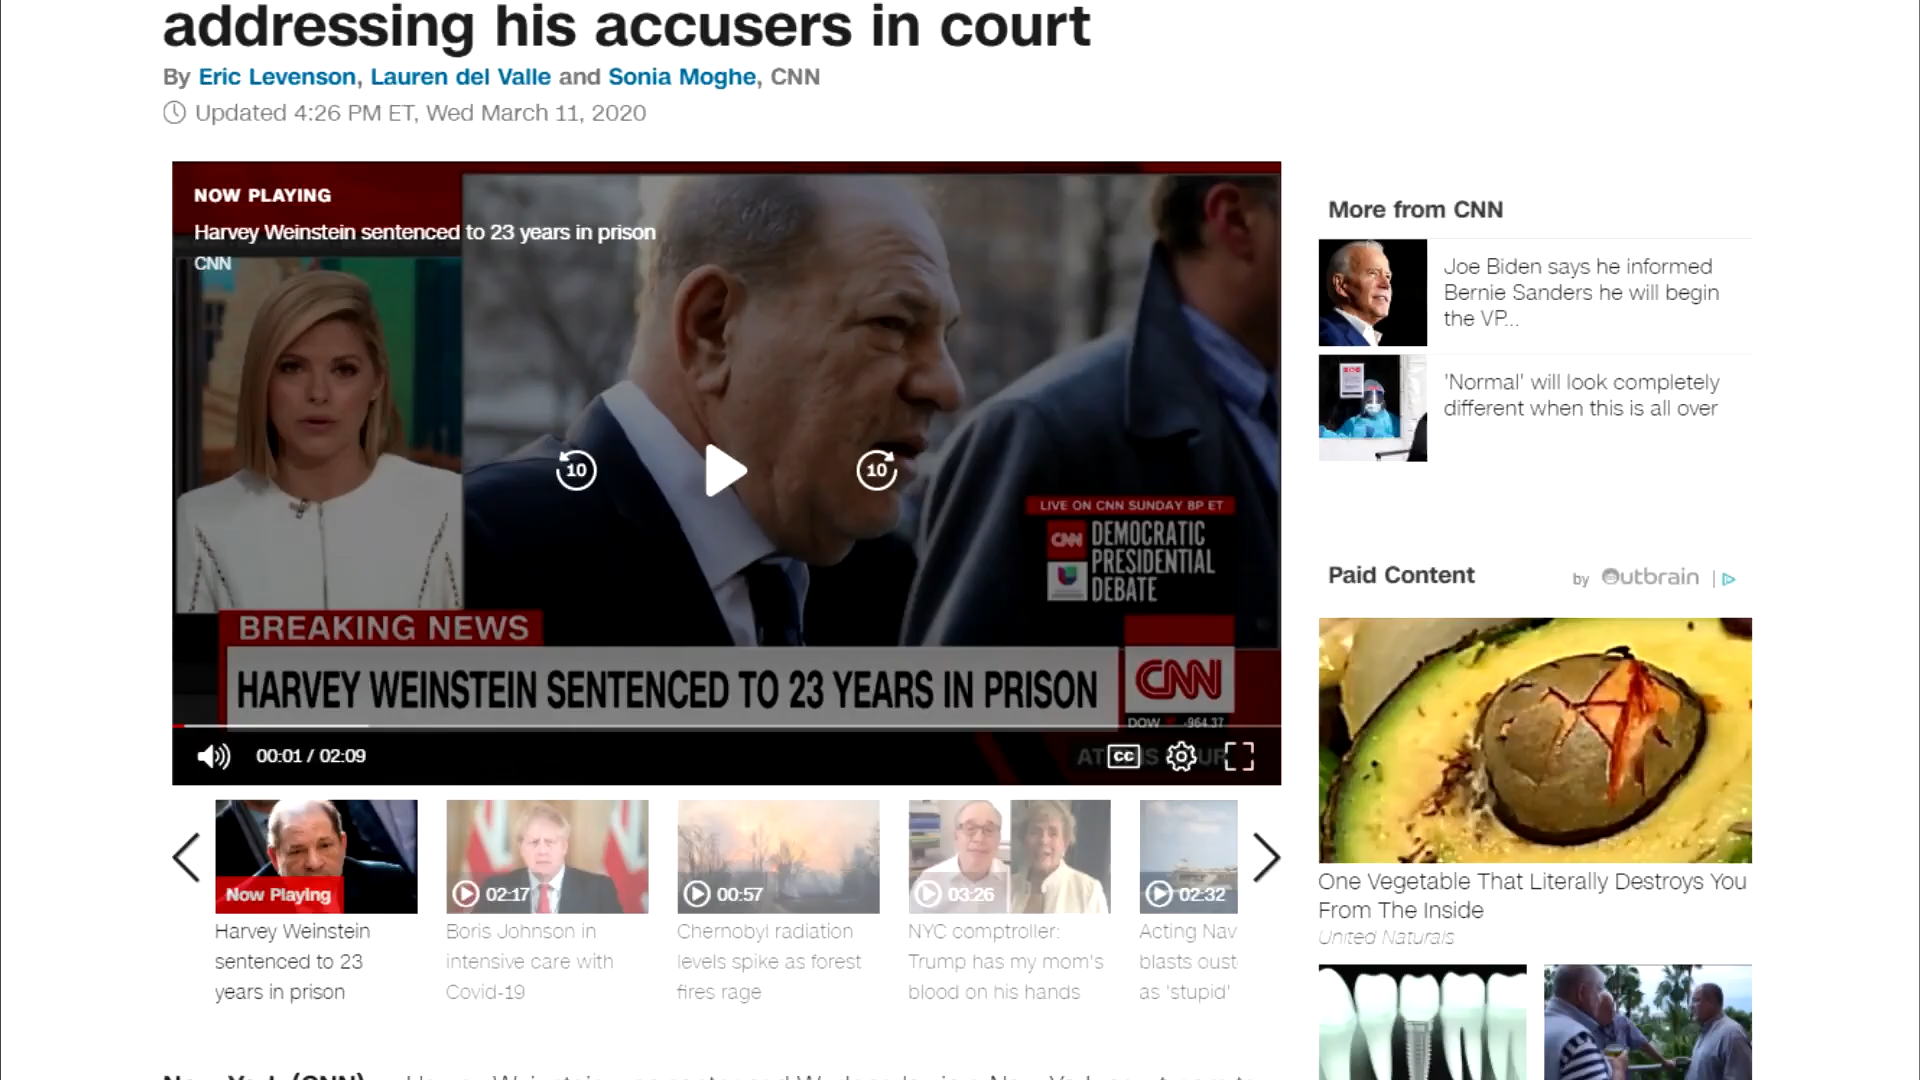 addressing his accusers in court
By Eric Levenson, Lauren del Valle and Sonia Moghe, CNN
Updated 4:26 PM ET, Wed March 11, 2020
NOW PLAYING
Harvey Weinstein sentenced to 23 years in prison
CNN
10
10
LIVE ON CNN SUNDAY 8P ET
CNN
DEMOCRATIC
PRESIDENTIAL
DEBATE
BREAKING NEWS
HARVEY WEINSTEIN SENTENCED TO 23 YEARS IN PRISON
CNN
DOW -964.37
00:01 / 02:09
CC
Now Playing
Harvey Weinstein
sentenced to 23
years in prison
02:17
Boris Johnson in
intensive care with
Covid-19
00:57
Chernobyl radiation
levels spike as forest
fires rage
03:26
NYC comptroller:
Trump has my mom's
blood on his hands
02:32
Acting Nav
blasts oust
as 'stupid'
More from CNN
Joe Biden says he informed
Bernie Sanders he will begin
the VP...
'Normal' will look completely
different when this is all over
Paid Content
by Outbrain
One Vegetable That Literally Destroys You
From The Inside
United Naturals